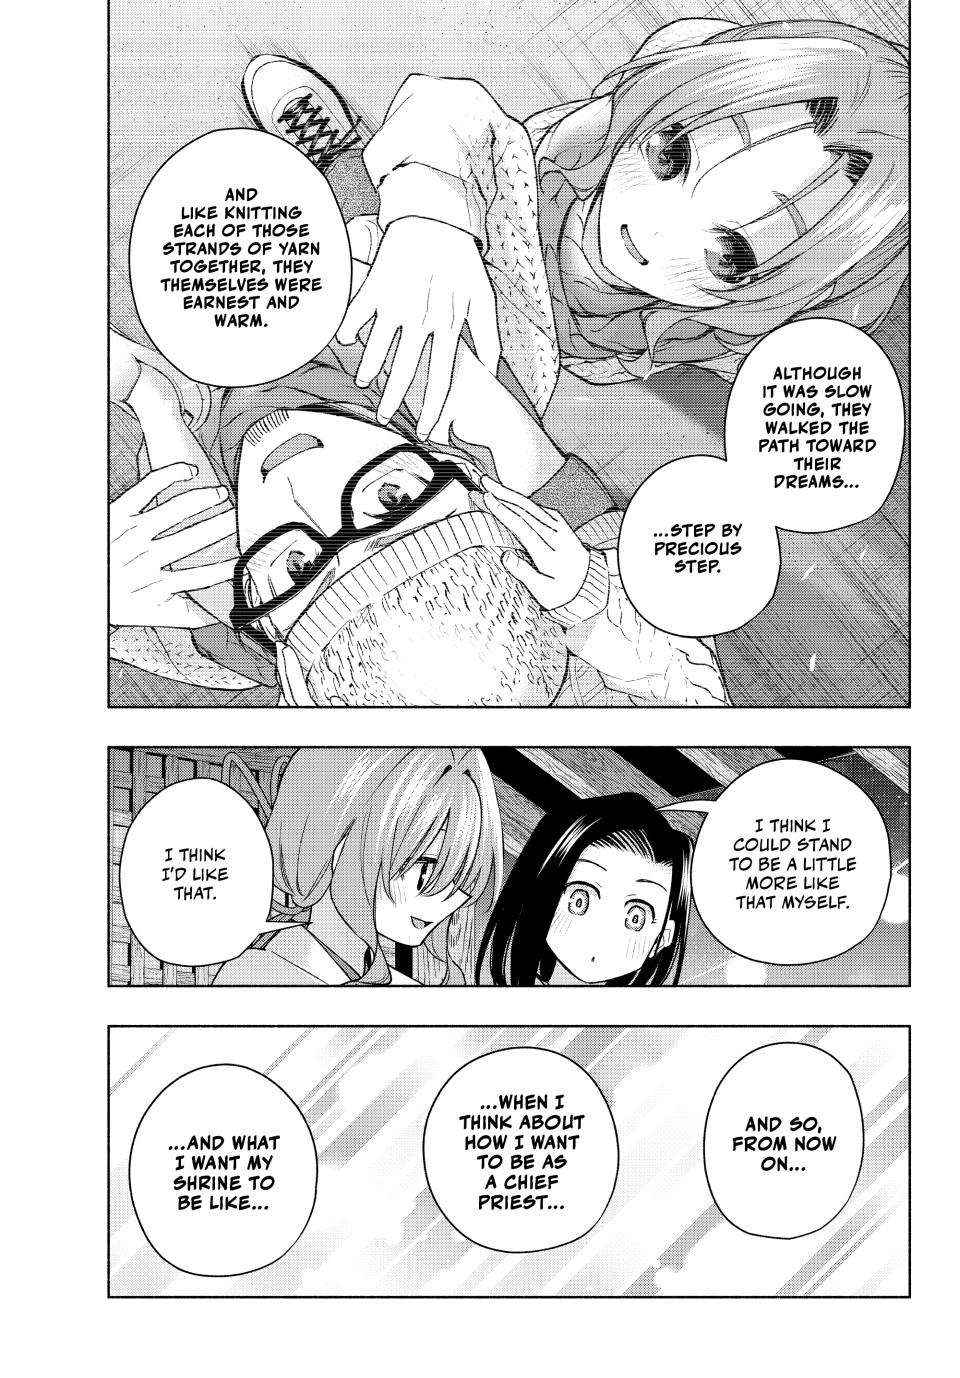 ALTHOUGH
IT WAS SLOW
GOING, THEY
WALKED THE
PATH TOWARD
THEIR
DREAMS...
...STEP BY
PRECIOUS
STEP.
AND
LIKE KNITTING
EACH OF THOSE
STRANDS OF YARN
TOGETHER, THEY
THEMSELVES WERE
EARNEST AND
WARM.
I THINK I
COULD STAND
TO BE A LITTLE
MORE LIKE
THAT MYSELF.
I THINK
I'D LIKE
THAT.
AND SO,
FROM NOW
ON...
...WHEN I
THINK ABOUT
HOW I WANT
TO BE AS
A CHIEF
PRIEST...
...AND WHAT
I WANT MY
SHRINE TO
BE LIKE...